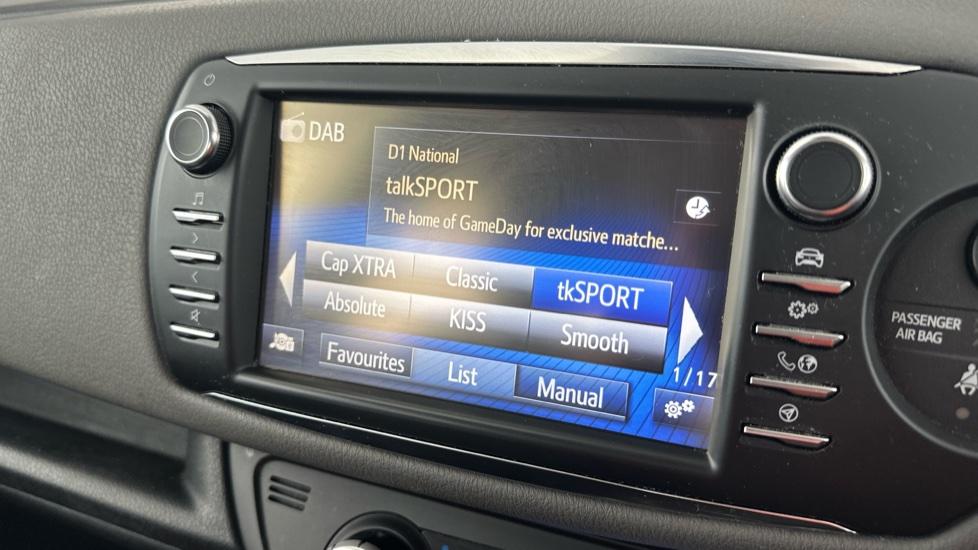 DAB
D1 National
talkSPORT
The home of GameDay for exclusive matche...
Cap XTRA Classic tkSPORT
Absolute KISS Smooth
1/17
Favourites List Manual
PASSENGER
AIR BAG